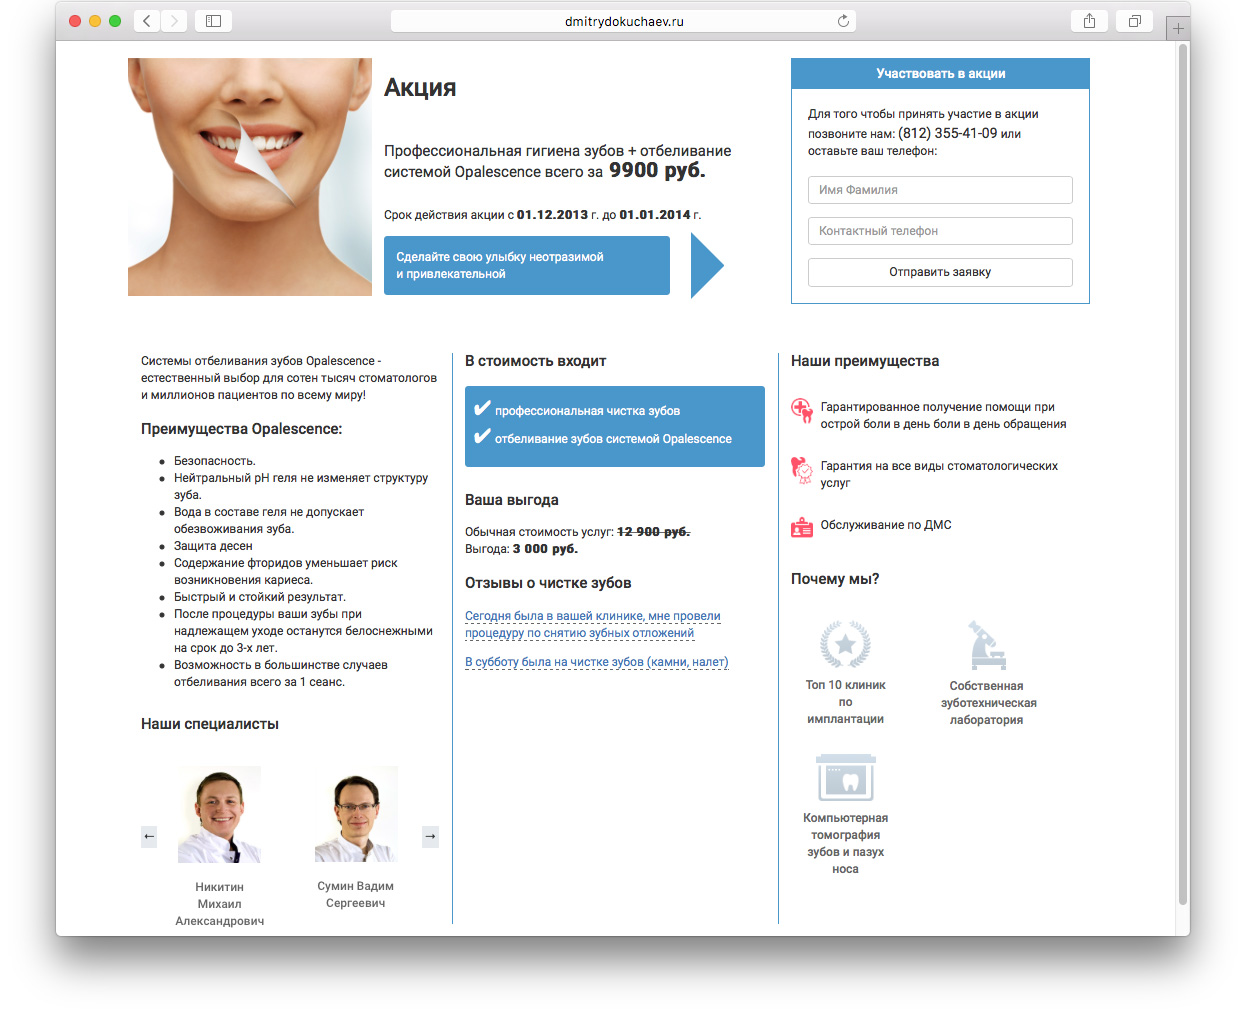 dmitrydokuchaev.ru
Акция
Профессиональная гигиена зубов + отбеливание
системой Opalescence всего за 9900 руб.
Срок действия акции с 01.12.2013 г. до 01.01.2014 г.
Сделайте свою улыбку неотразимой
и привлекательной
Участвовать в акции
Для того чтобы принять участие в акции
позвоните нам: (812) 355-41-09 или
оставьте ваш телефон:
Имя Фамилия
Контактный телефон
Отправить заявку
Системы отбеливания зубов Opalescence -
естественный выбор для сотен тысяч стоматологов
и миллионов пациентов по всему миру!
Преимущества Opalescence:
Безопасность.
Нейтральный pH геля не изменяет структуру
зуба.
Вода в составе геля не допускает
обезвоживания зуба.
Защита десен
Содержание фторидов уменьшает риск
возникновения кариеса.
Быстрый и стойкий результат.
После процедуры ваши зубы при
надлежащем уходе останутся белоснежными
на срок до 3-х лет.
Возможность в большинстве случаев
отбеливания всего за 1 сеанс.
Наши специалисты
←
→
Никитин
Михаил
Александрович
Сумин Вадим
Сергеевич
В стоимость входит
✔ профессиональная чистка зубов
✔ отбеливание зубов системой Opalescence
Ваша выгода
Обычная стоимость услуг: 12 900 руб.
Выгода: 3 000 руб.
Отзывы о чистке зубов
Сегодня была в вашей клинике, мне провели
процедуру по снятию зубных отложений
В субботу была на чистке зубов (камни, налет)
Наши преимущества
Гарантированное получение помощи при
острой боли в день боли в день обращения
Гарантия на все виды стоматологических
услуг
Обслуживание по ДМС
Почему мы?
Топ 10 клиник
по
имплантации
Собственная
зуботехническая
лаборатория
Компьютерная
томография
зубов и пазух
носа